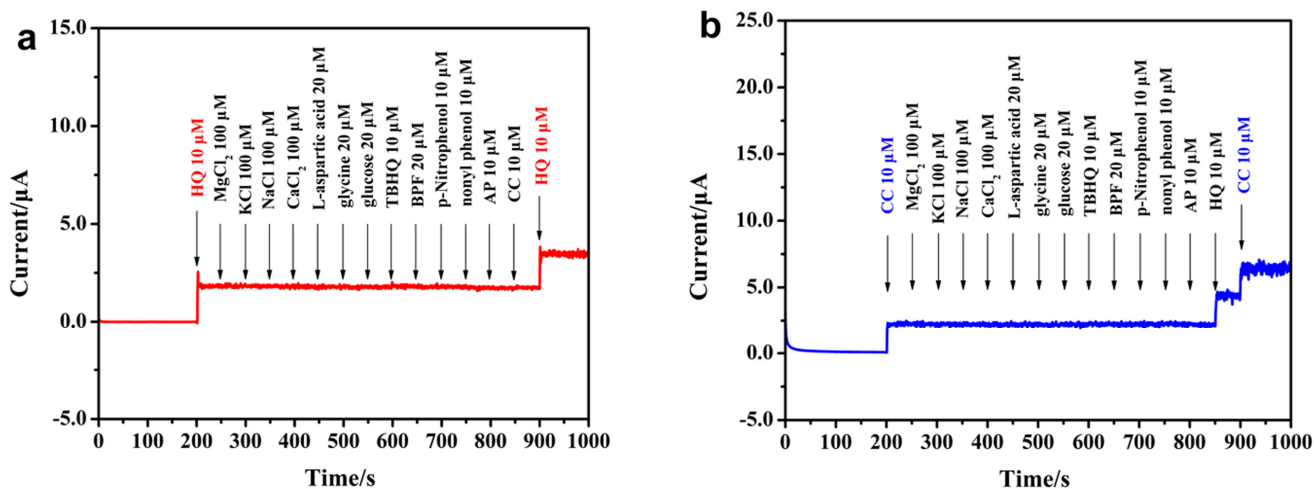 a
15.0
10.0
5.0
0.0
-5.0
Current/μA
HQ 10 μM
MgCl₂ 100 μM
KCl 100 μM
NaCl 100 μM
CaCl₂ 100 μM
L-aspartic acid 20 μM
glycine 20 μM
glucose 20 μM
TBHQ 10 μM
BPF 20 μM
p-Nitrophenol 10 μM
nonyl phenol 10 μM
AP 10 μM
CC 10 μM
HQ 10 μM
0 100 200 300 400 500 600 700 800 900 1000
Time/s
b
25.0
20.0
15.0
10.0
5.0
0.0
-5.0
Current/μA
CC 10 μM
MgCl₂ 100 μM
KCl 100 μM
NaCl 100 μM
CaCl₂ 100 μM
L-aspartic acid 20 μM
glycine 20 μM
glucose 20 μM
TBHQ 10 μM
BPF 20 μM
p-Nitrophenol 10 μM
nonyl phenol 10 μM
AP 10 μM
HQ 10 μM
CC 10 μM
0 100 200 300 400 500 600 700 800 900 1000
Time/s